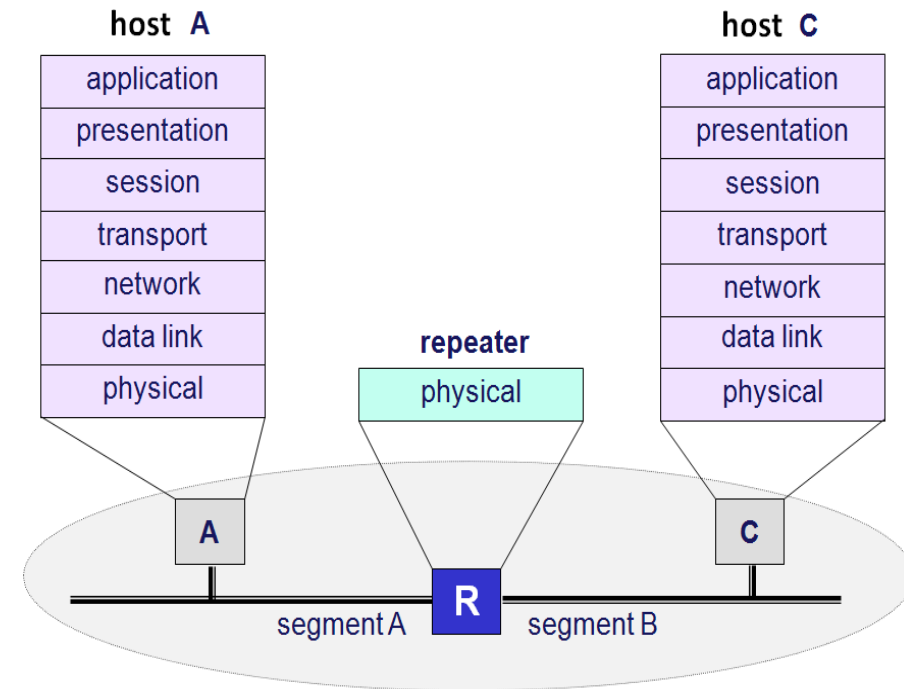 host A
application
presentation
session
transport
network
data link
physical
repeater
physical
host C
application
presentation
session
transport
network
data link
physical
A
R
C
segment A
segment B